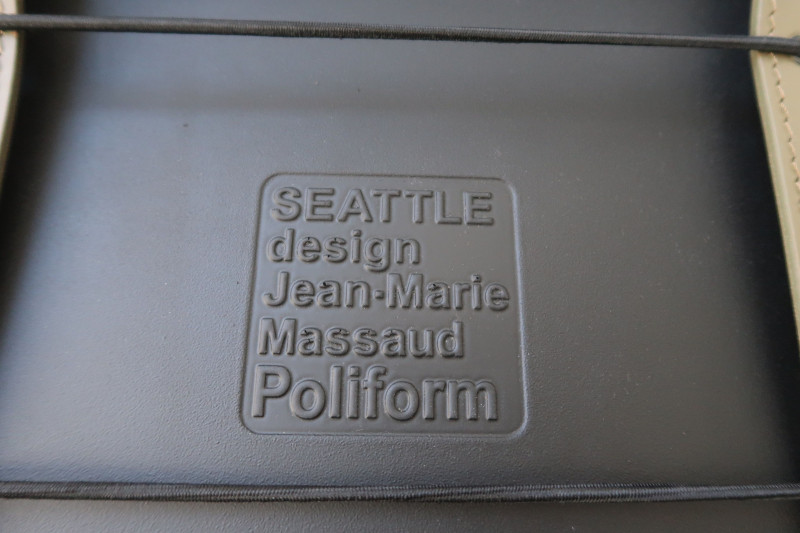 SEATTLE
design
Jean-Marie
Massaud
Poliform